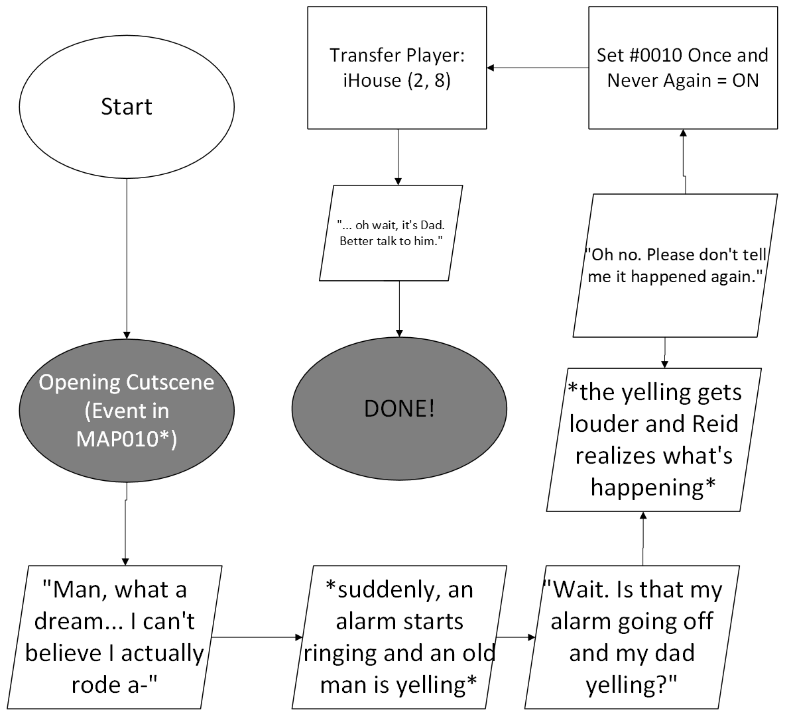 Start
Opening Cutscene
(Event in
MAP010*)
"Man, what a
dream... I can't
believe I actually
rode a-"
*suddenly, an
alarm starts
ringing and an old
man is yelling*
"Wait. Is that my
alarm going off
and my dad
yelling?"
*the yelling gets
louder and Reid
realizes what's
happening*
"Oh no. Please don't tell
me it happened again."
Set #0010 Once and
Never Again = ON
Transfer Player:
iHouse (2, 8)
"... oh wait, it's Dad.
Better talk to him."
DONE!